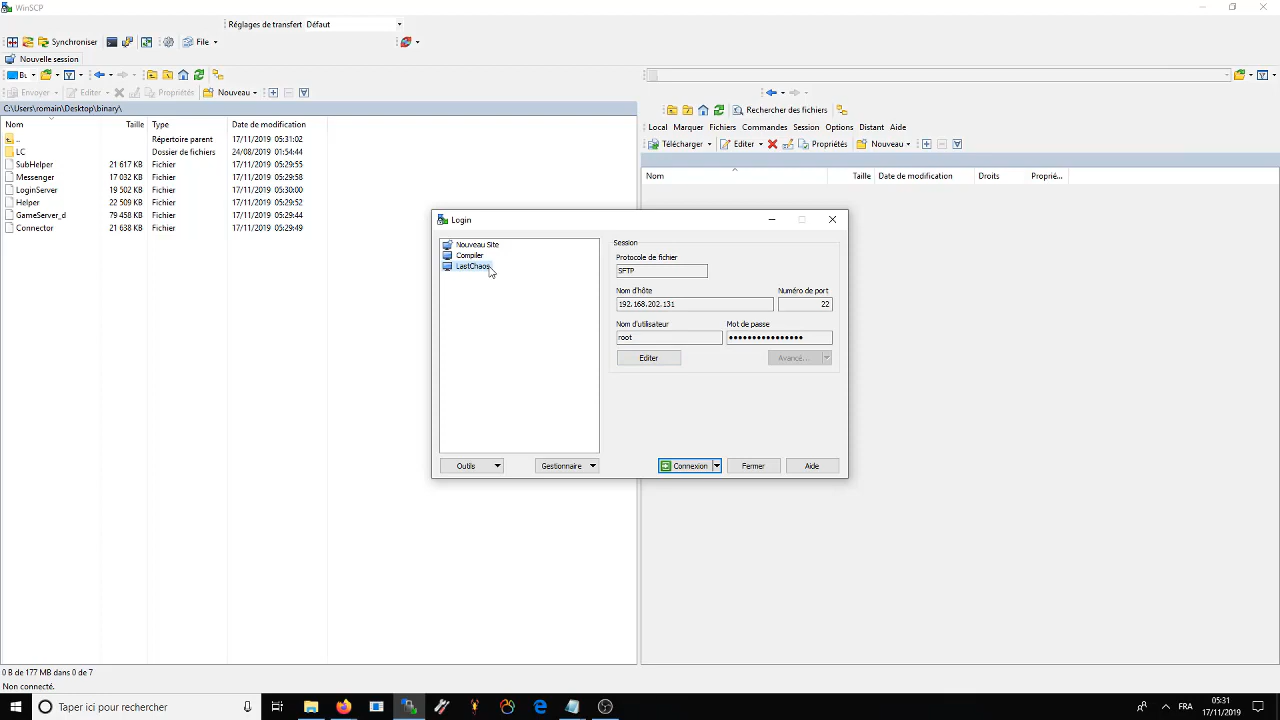 WinSCP
Réglages de transfert Défaut
Synchroniser
File
Nouvelle session
Envoyer Editer Propriétés Nouveau
Rechercher des fichiers
C:\Users\romain\Desktop\binary\
Local Marquer Fichiers Commandes Session Options Distant Aide
Télécharger Editer Propriétés Nouveau
Nom Taille Type Date de modification
.. Répertoire parent 17/11/2019 05:31:02
LC Dossier de fichiers 24/08/2019 01:54:44
SubHelper 21 617 KB Fichier 17/11/2019 05:29:55
Messenger 17 032 KB Fichier 17/11/2019 05:29:58
LoginServer 19 502 KB Fichier 17/11/2019 05:30:00
Helper 22 509 KB Fichier 17/11/2019 05:29:52
GameServer_d 79 458 KB Fichier 17/11/2019 05:29:44
Connector 21 638 KB Fichier 17/11/2019 05:29:49
Nom Taille Date de modification Droits Proprié...
Login
Nouveau Site
Compiler
LastChaos
Session
Protocole de fichier
SFTP
Nom d'hôte Numéro de port
192.168.202.131 22
Nom d'utilisateur Mot de passe
root ••••••••••••••••
Editer Avancé...
Outils Gestionnaire Connexion Fermer Aide
0 B de 177 MB dans 0 de 7
Non connecté.
Taper ici pour rechercher
FRA
05:31
17/11/2019